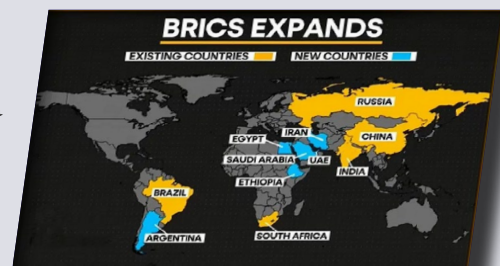 BRICS EXPANDS
EXISTING COUNTRIES NEW COUNTRIES
RUSSIA
IRAN
CHINA
EGYPT
SAUDI ARABIA UAE
INDIA
ETHIOPIA
BRAZIL
ARGENTINA
SOUTH AFRICA